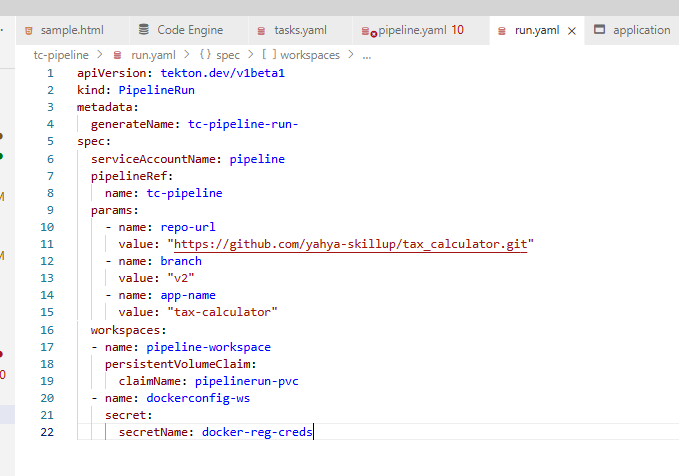 sample.html Code Engine tasks.yaml pipeline.yaml 10 run.yaml application
tc-pipeline > run.yaml > {} spec > [ ] workspaces > ...
1 apiVersion: tekton.dev/v1beta1
2 kind: PipelineRun
3 metadata:
4 generateName: tc-pipeline-run-
5 spec:
6 serviceAccountName: pipeline
7 pipelineRef:
8 name: tc-pipeline
9 params:
10 - name: repo-url
11 value: "https://github.com/yahya-skillup/tax_calculator.git"
12 - name: branch
13 value: "v2"
14 - name: app-name
15 value: "tax-calculator"
16 workspaces:
17 - name: pipeline-workspace
18 persistentVolumeClaim:
19 claimName: pipelinerun-pvc
20 - name: dockerconfig-ws
21 secret:
22 secretName: docker-reg-creds